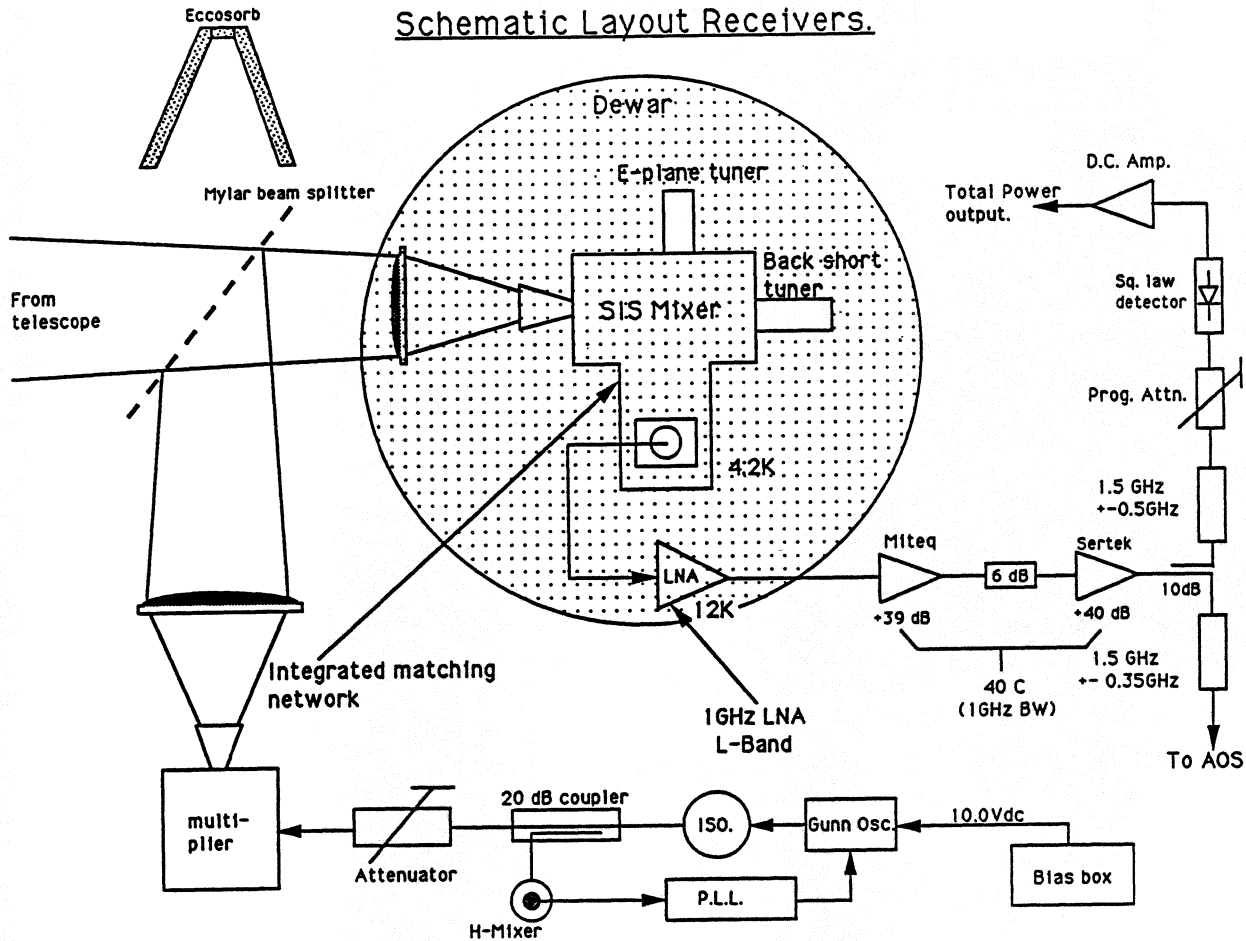 Schematic Layout Receivers.
Eccosorb
Dewar
E-plane tuner
D.C. Amp.
Total Power
output.
Mylar beam splitter
Back short
tuner
Sq. law
detector
From
telescope
SIS Mixer
Prog. Attn.
4.2K
1.5 GHz
+-0.5GHz
Miteq
Sertek
LNA
6 dB
10dB
12K
+39 dB
+40 dB
Integrated matching
network
1.5 GHz
+- 0.35GHz
40 C
(1GHz BW)
1GHz LNA
L-Band
To AOS
multi-
plier
20 dB coupler
ISO.
Gunn Osc.
10.0Vdc
Attenuator
Bias box
P.L.L.
H-Mixer